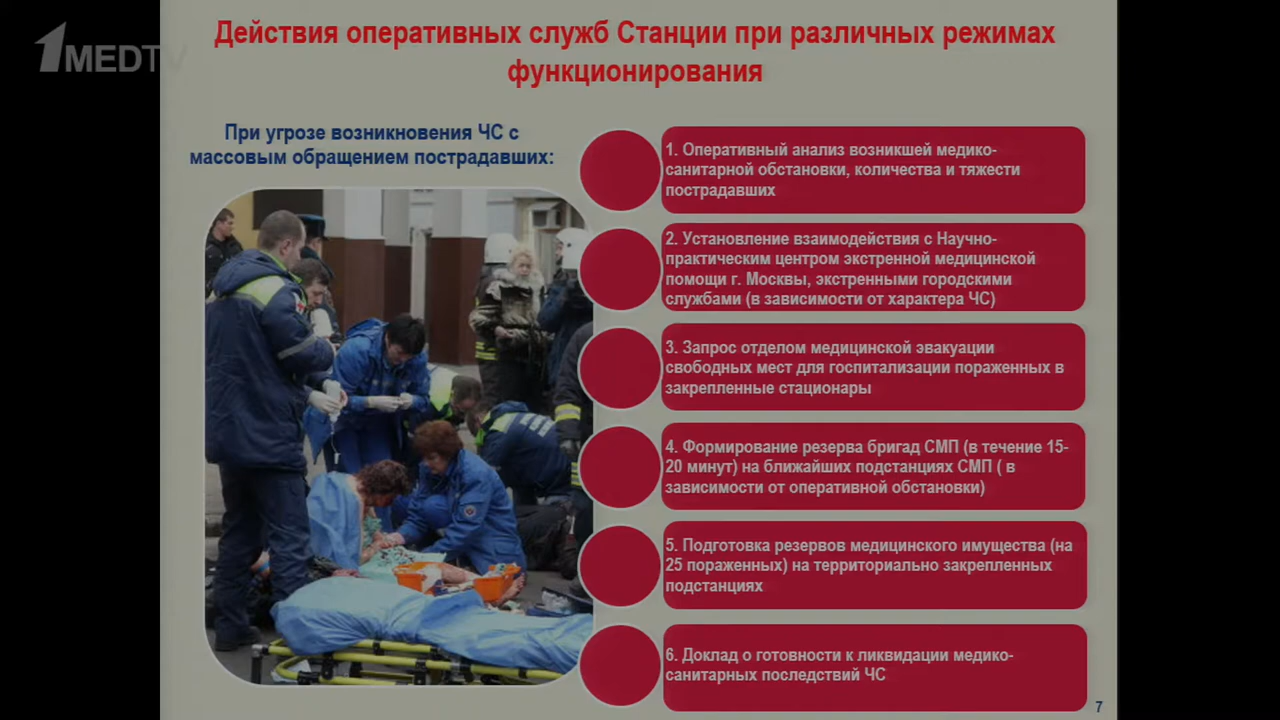 1MEDTV
Действия оперативных служб Станции при различных режимах
функционирования
При угрозе возникновения ЧС с
массовым обращением пострадавших:
1. Оперативный анализ возникшей медико-
санитарной обстановки, количества и тяжести
пострадавших
2. Установление взаимодействия с Научно-
практическим центром экстренной медицинской
помощи г. Москвы, экстренными городскими
службами (в зависимости от характера ЧС)
3. Запрос отделом медицинской эвакуации
свободных мест для госпитализации пораженных в
закрепленные стационары
4. Формирование резерва бригад СМП (в течение 15-
20 минут) на ближайших подстанциях СМП ( в
зависимости от оперативной обстановки)
5. Подготовка резервов медицинского имущества (на
25 пораженных) на территориально закрепленных
подстанциях
6. Доклад о готовности к ликвидации медико-
санитарных последствий ЧС
7